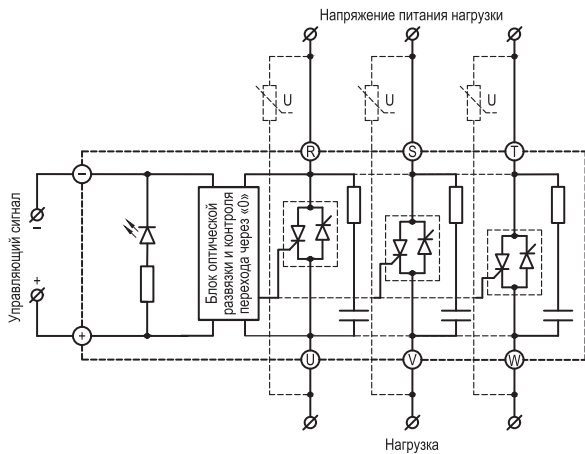 Напряжение питания нагрузки
U
U
U
R
S
T
−
Управляющий сигнал
−
+
Блок оптической
развязки и контроля
перехода через «0»
+
U
V
W
Нагрузка